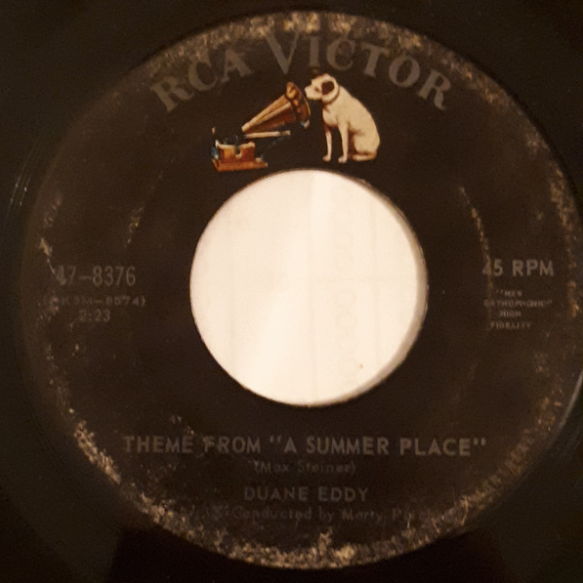 RCA VICTOR
47-8376
2:23
45 RPM
"NEW
ORTHOPHONIC"
HIGH
FIDELITY
THEME FROM "A SUMMER PLACE"
(Max Steiner)
DUANE EDDY
Conducted by Marty